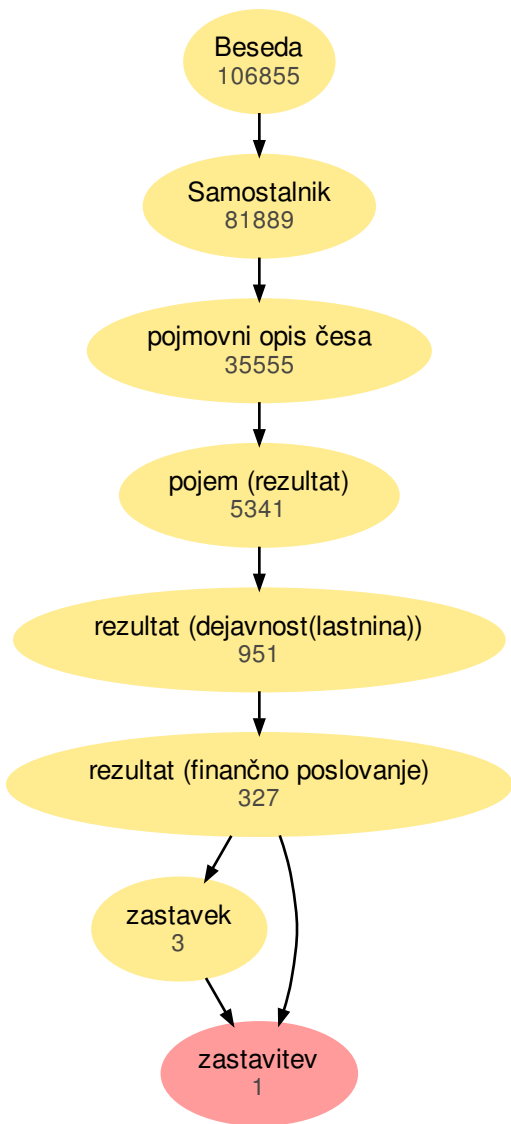 Beseda
106855
Samostalnik
81889
pojmovni opis česa
35555
pojem (rezultat)
5341
rezultat (dejavnost(lastnina))
951
rezultat (finančno poslovanje)
327
zastavek
3
zastavitev
1